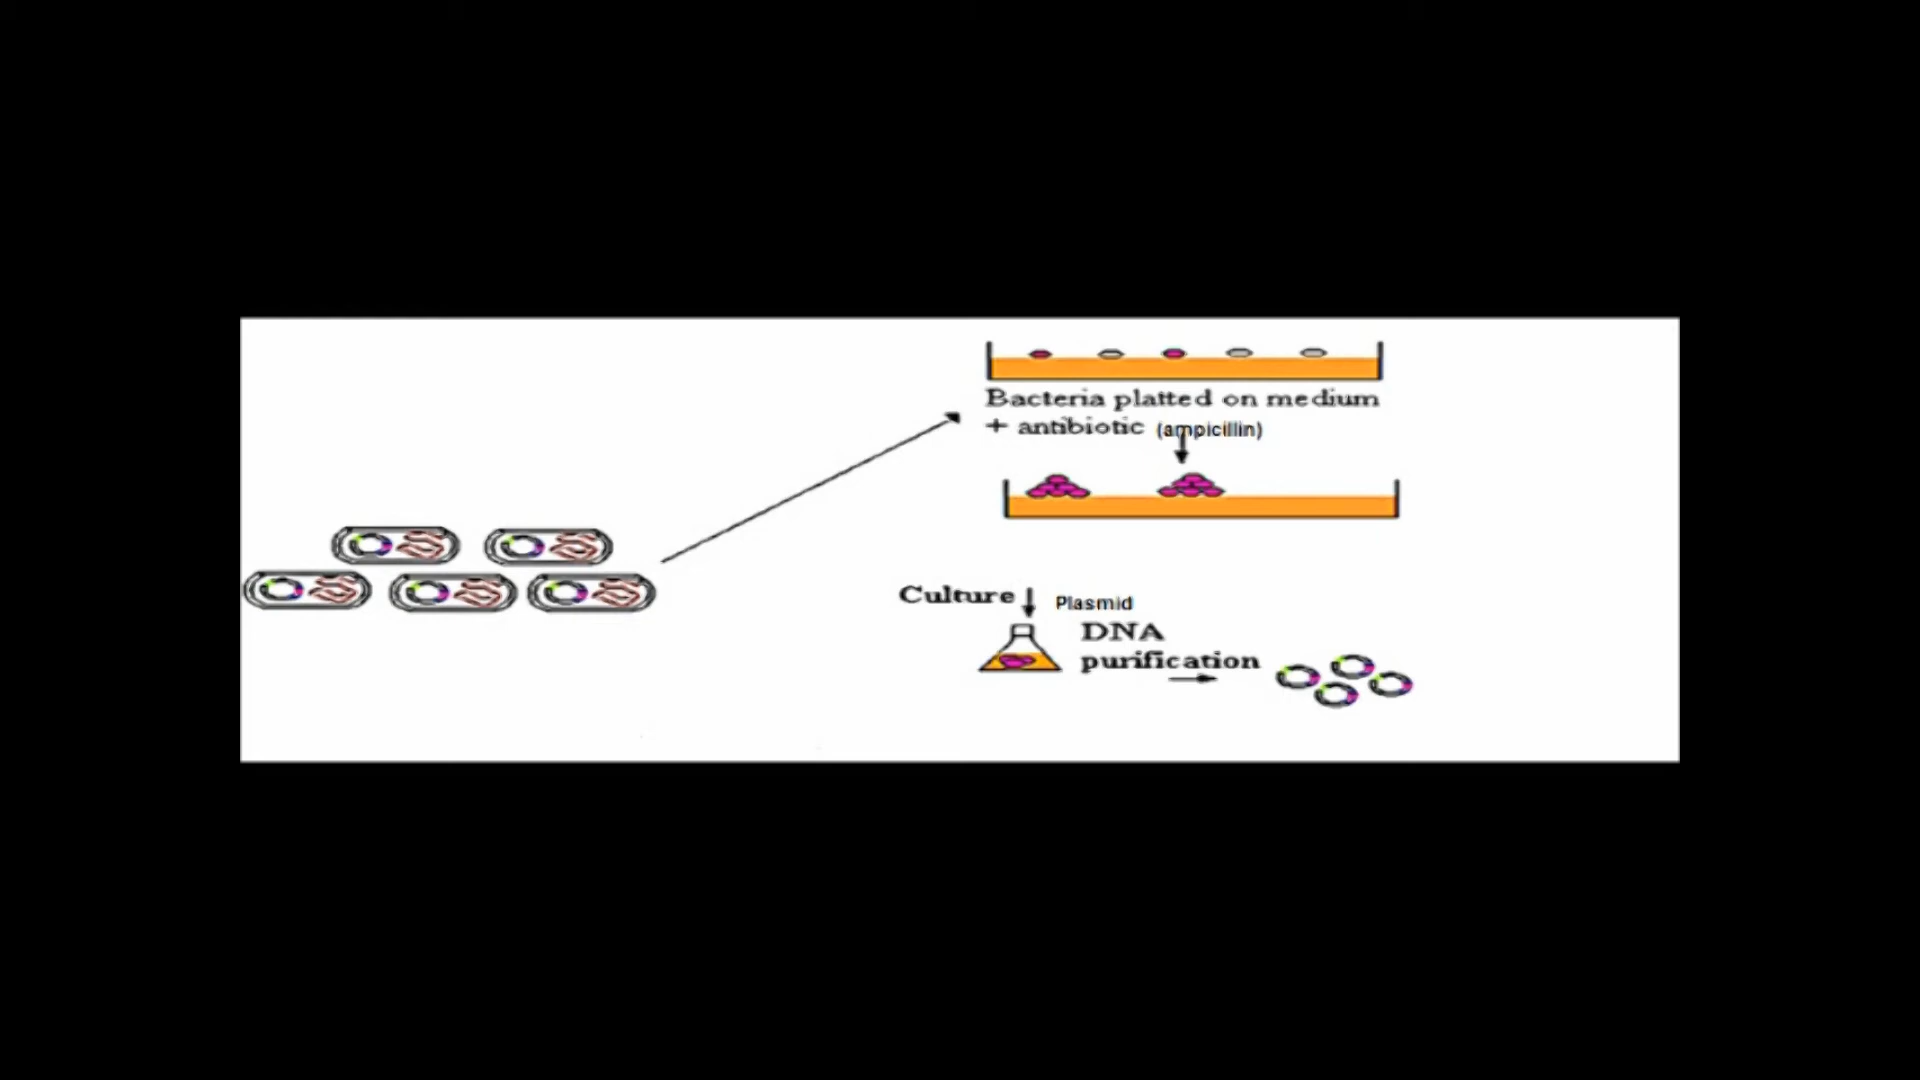 Bacteria platted on medium
+ antibiotic (ampicillin)
Culture
Plasmid
DNA
purification